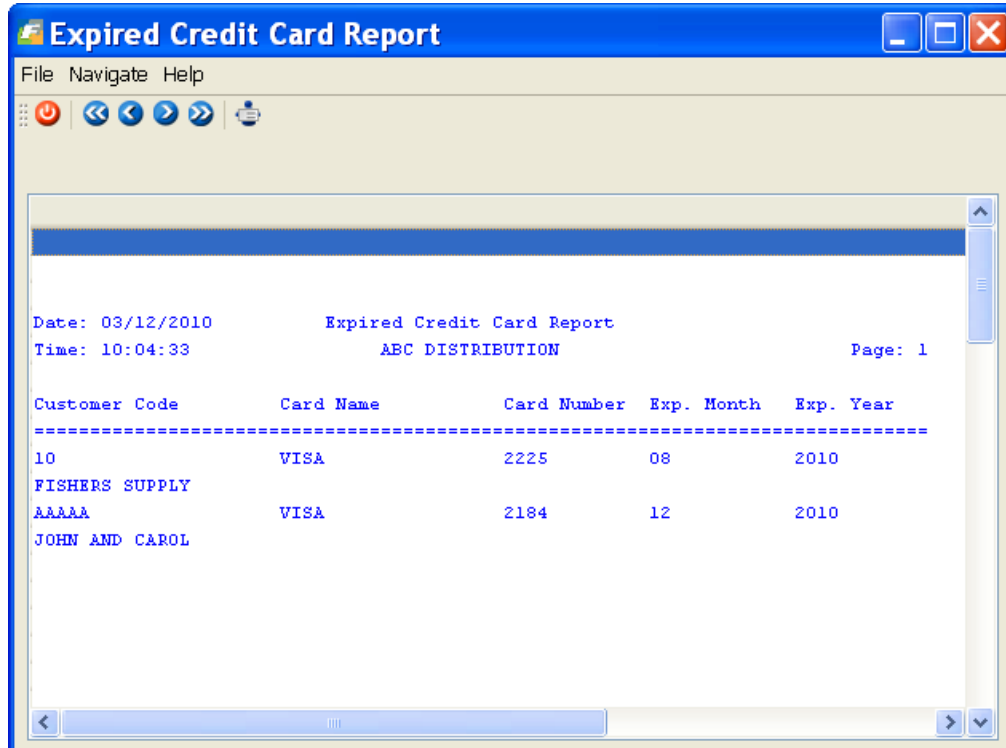 Expired Credit Card Report
File Navigate Help
Date: 03/12/2010 Expired Credit Card Report
Time: 10:04:33 ABC DISTRIBUTION Page: 1
Customer Code Card Name Card Number Exp. Month Exp. Year
================================================================================
10 VISA 2225 08 2010
FISHERS SUPPLY
AAAAA VISA 2184 12 2010
JOHN AND CAROL